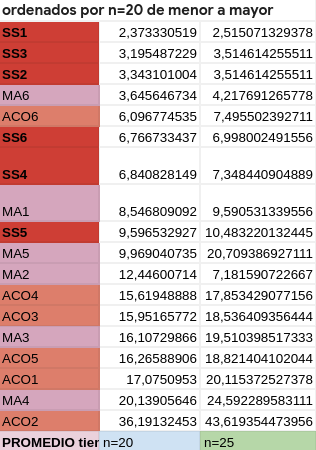 ordenados por n=20 de menor a mayor
SS1 2,373330519 2,515071329378
SS3 3,195487229 3,514614255511
SS2 3,343101004 3,514614255511
MA6 3,645646734 4,217691265778
ACO6 6,096774535 7,495502392711
SS6 6,766733437 6,998002491556
SS4 6,840828149 7,348440904889
MA1 8,546809092 9,590531339556
SS5 9,596532927 10,483220132445
MA5 9,969040735 20,709386927111
MA2 12,44600714 7,181590722667
ACO4 15,61948888 17,853429077156
ACO3 15,95165772 18,536409356444
MA3 16,10729866 19,510398517333
ACO5 16,26588906 18,821404102044
ACO1 17,0750953 20,115372527378
MA4 20,13905646 24,592289583111
ACO2 36,19132453 43,619354473956
PROMEDIO tier n=20 n=25